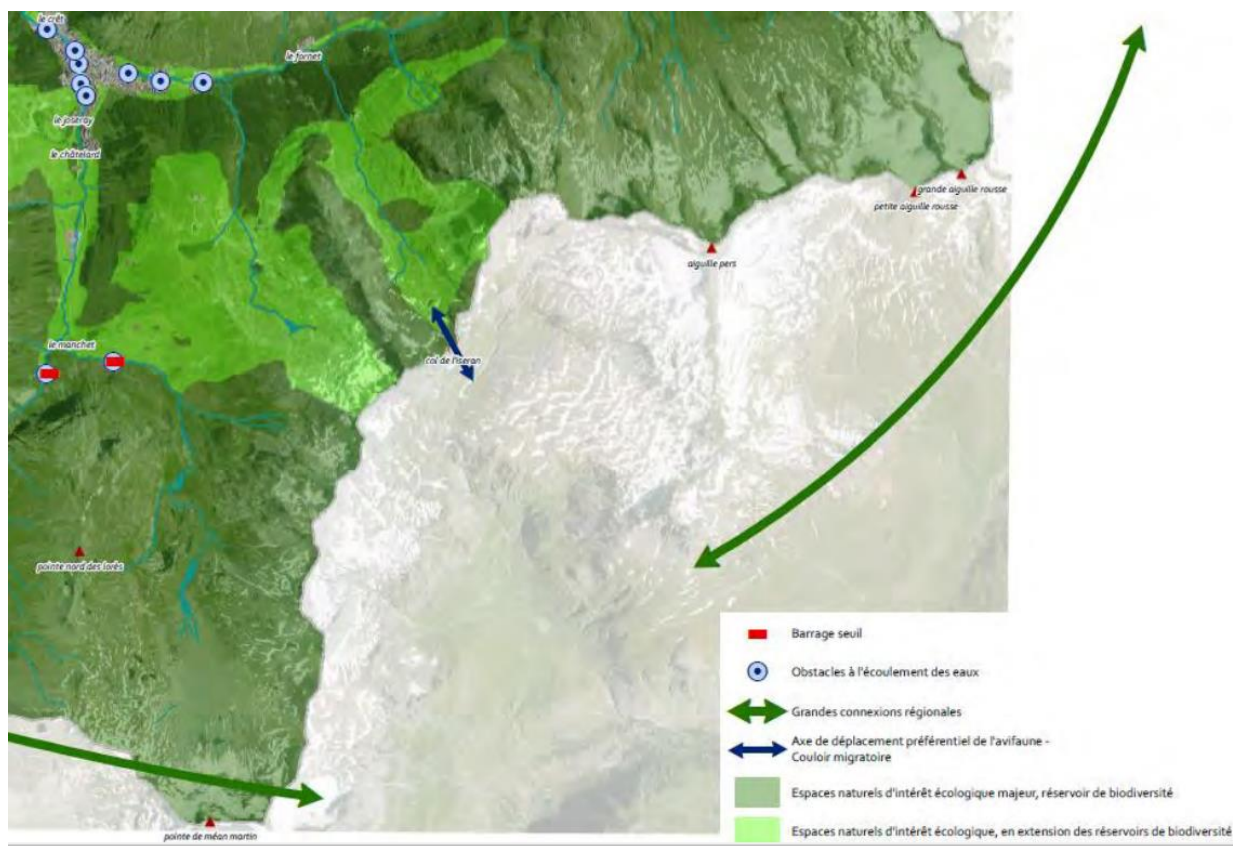 le crêt
le fornet
le joseray
le châtelard
grande aiguille rousse
petite aiguille rousse
aiguille pers
le manchet
col de l'iseran
pointe nord des lorès
pointe de méan martin
Barrage seuil
Obstacles à l'écoulement des eaux
Grandes connexions régionales
Axe de déplacement préférentiel de l'avifaune -
Couloir migratoire
Espaces naturels d'intérêt écologique majeur, réservoir de biodiversité
Espaces naturels d'intérêt écologique, en extension des réservoirs de biodiversité